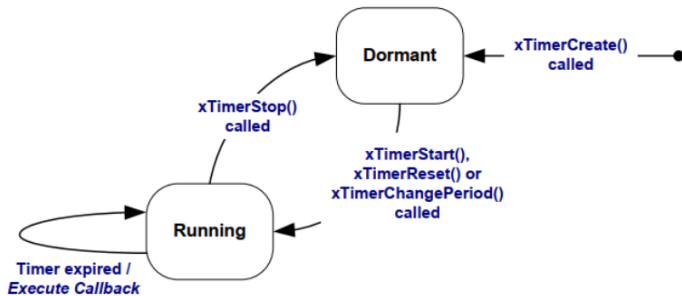 Dormant
xTimerCreate()
called
xTimerStop()
called
xTimerStart(),
xTimerReset() or
xTimerChangePeriod()
called
Running
Timer expired /
Execute Callback